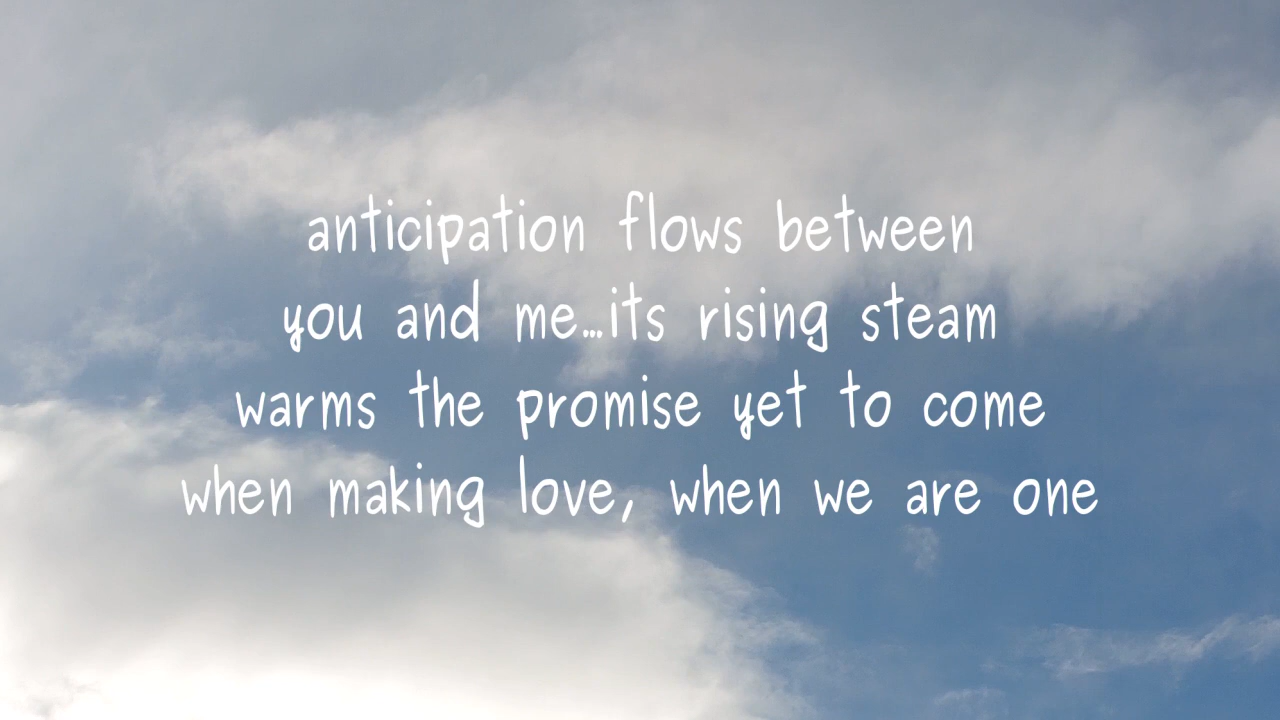 anticipation flows between
you and me...its rising steam
warms the promise yet to come
when making love, when we are one